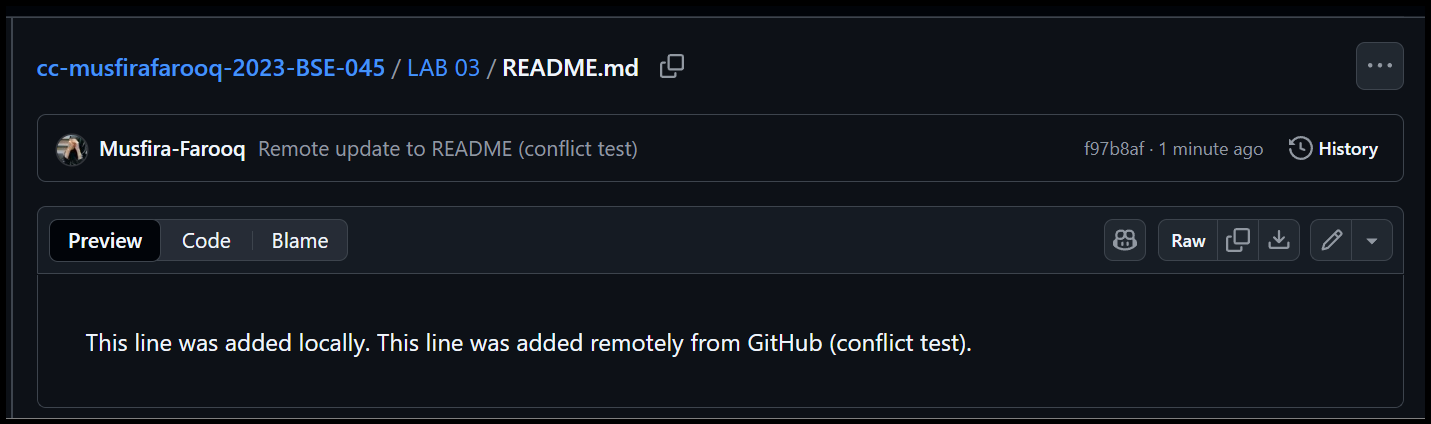 cc-musfirafarooq-2023-BSE-045 / LAB 03 / README.md
Musfira-Farooq Remote update to README (conflict test) f97b8af · 1 minute ago History
Preview Code Blame Raw
This line was added locally. This line was added remotely from GitHub (conflict test).